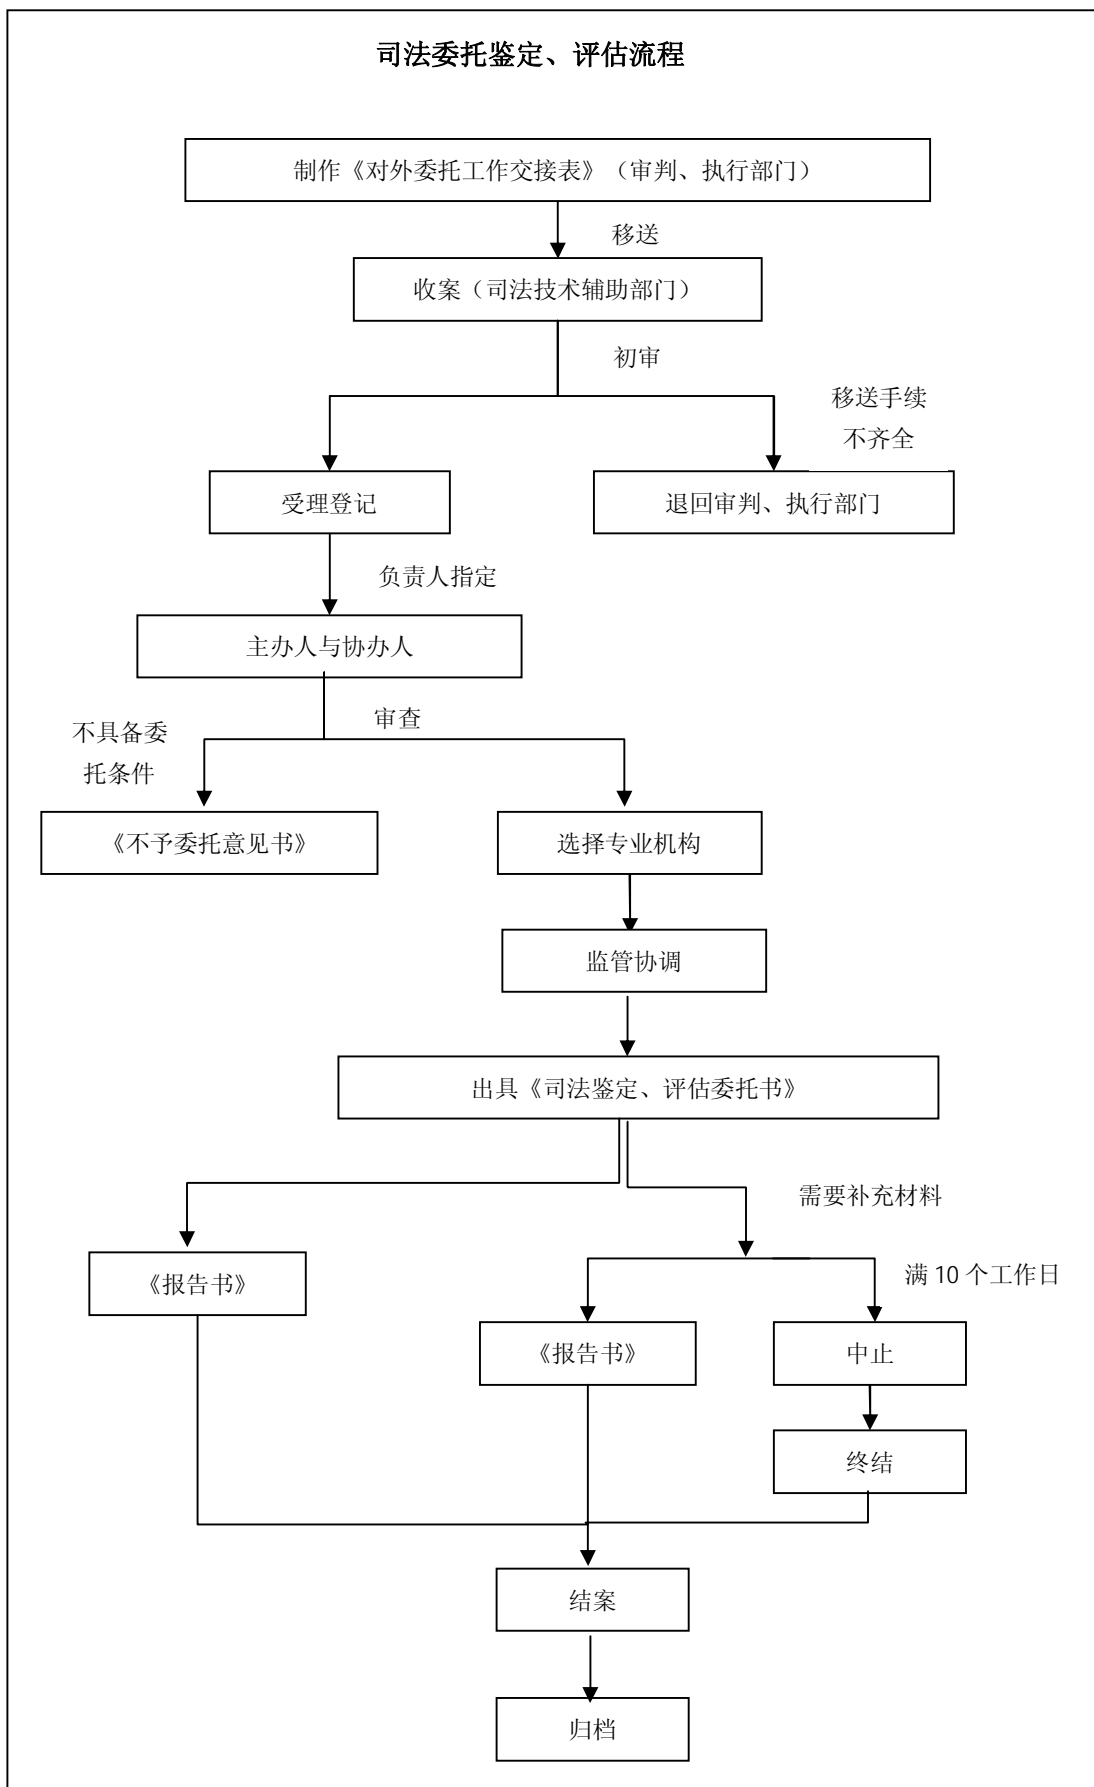 司法委托鉴定、评估流程
制作《对外委托工作交接表》（审判、执行部门）
移送
收案（司法技术辅助部门）
初审
移送手续
不齐全
受理登记
退回审判、执行部门
负责人指定
主办人与协办人
审查
不具备委
托条件
《不予委托意见书》
选择专业机构
监管协调
出具《司法鉴定、评估委托书》
需要补充材料
《报告书》
满 10 个工作日
《报告书》
中止
终结
结案
归档